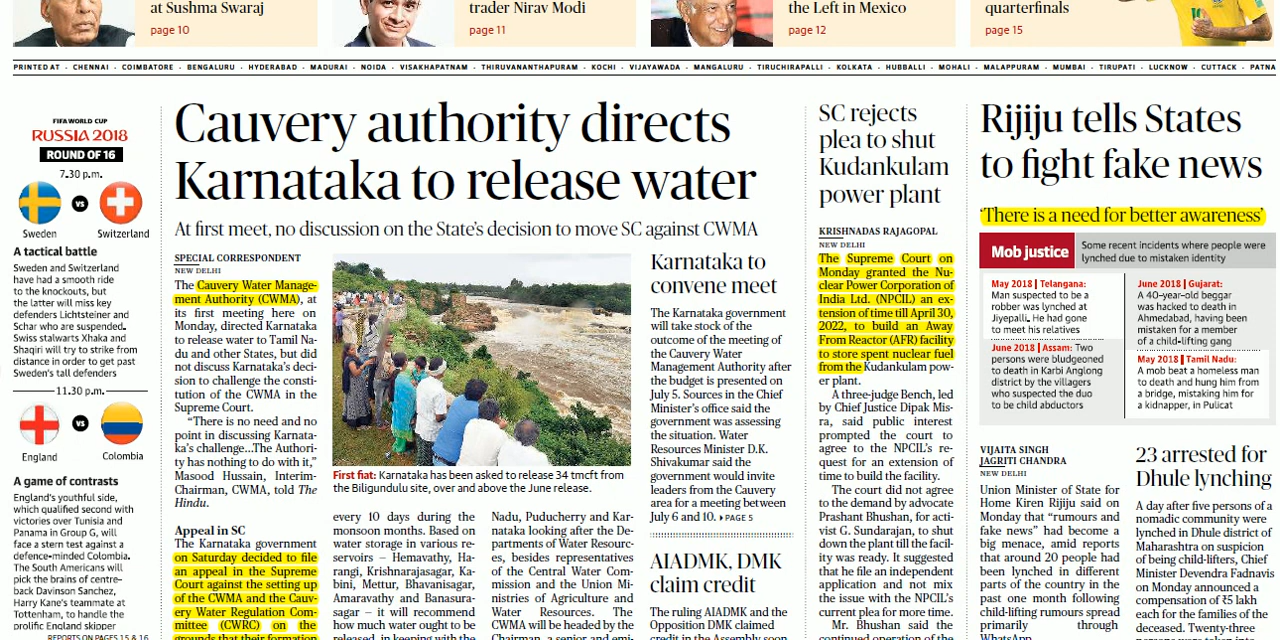 at Sushma Swaraj
page 10
trader Nirav Modi
page 11
the Left in Mexico
page 12
quarterfinals
page 15
PRINTED AT · CHENNAI · COIMBATORE · BENGALURU · HYDERABAD · MADURAI · NOIDA · VISAKHAPATNAM · THIRUVANANTHAPURAM · KOCHI · VIJAYAWADA · MANGALURU · TIRUCHIRAPALLI · KOLKATA · HUBBALLI · MOHALI · MALAPPURAM · MUMBAI · TIRUPATI · LUCKNOW · CUTTACK · PATNA
FIFA WORLD CUP
RUSSIA 2018
ROUND OF 16
7.30 p.m.
vs
Sweden
Switzerland
A tactical battle
Sweden and Switzerland
have had a smooth ride
to the knockouts, but
the latter will miss key
defenders Lichtsteiner and
Schar who are suspended.
Swiss stalwarts Xhaka and
Shaqiri will try to strike from
distance in order to get past
Sweden's tall defenders
11.30 p.m.
vs
England
Colombia
A game of contrasts
England's youthful side,
which qualified second with
victories over Tunisia and
Panama in Group G, will
face a stern test against a
defence-minded Colombia.
The South Americans will
pick the brains of centre-
back Davinson Sanchez,
Harry Kane's teammate at
Tottenham, to handle the
prolific England skipper
REPORTS ON PAGES 15 & 16
Cauvery authority directs
Karnataka to release water
At first meet, no discussion on the State's decision to move SC against CWMA
SPECIAL CORRESPONDENT
NEW DELHI
The Cauvery Water Manage-
ment Authority (CWMA), at
its first meeting here on
Monday, directed Karnataka
to release water to Tamil Na-
du and other States, but did
not discuss Karnataka's deci-
sion to challenge the consti-
tution of the CWMA in the
Supreme Court.
"There is no need and no
point in discussing Karnata-
ka's challenge...The Authori-
ty has nothing to do with it,"
Masood Hussain, Interim-
Chairman, CWMA, told The
Hindu.
Appeal in SC
The Karnataka government
on Saturday decided to file
an appeal in the Supreme
Court against the setting up
of the CWMA and the Cauv-
ery Water Regulation Com-
mittee (CWRC) on the
grounds that their formation
First fiat: Karnataka has been asked to release 34 tmcft from
the Biligundulu site, over and above the June release.
every 10 days during the
monsoon months. Based on
water storage in various re-
servoirs – Hemavathy, Ha-
rangi, Krishnarajasagar, Ka-
bini, Mettur, Bhavanisagar,
Amaravathy and Banasura-
sagar – it will recommend
how much water ought to be
released, in keeping with the
Nadu, Puducherry and Kar-
nataka looking after the De-
partments of Water Resourc-
es, besides representatives
of the Central Water Com-
mission and the Union Mi-
nistries of Agriculture and
Water Resources. The
CWMA will be headed by the
Chairman, a senior and emi-
Karnataka to
convene meet
The Karnataka government
will take stock of the
outcome of the meeting of
the Cauvery Water
Management Authority after
the budget is presented on
July 5. Sources in the Chief
Minister's office said the
government was assessing
the situation. Water
Resources Minister D.K.
Shivakumar said the
government would invite
leaders from the Cauvery
area for a meeting between
July 6 and 10. ▸ PAGE 5
AIADMK, DMK
claim credit
The ruling AIADMK and the
Opposition DMK claimed
credit in the Assembly soon
SC rejects
plea to shut
Kudankulam
power plant
KRISHNADAS RAJAGOPAL
NEW DELHI
The Supreme Court on
Monday granted the Nu-
clear Power Corporation of
India Ltd. (NPCIL) an ex-
tension of time till April 30,
2022, to build an Away
From Reactor (AFR) facility
to store spent nuclear fuel
from the Kudankulam pow-
er plant.
A three-judge Bench, led
by Chief Justice Dipak Mis-
ra, said public interest
prompted the court to
agree to the NPCIL's re-
quest for an extension of
time to build the facility.
The court did not agree
to the demand by advocate
Prashant Bhushan, for acti-
vist G. Sundarajan, to shut
down the plant till the facil-
ity was ready. It suggested
that he file an independent
application and not mix
the issue with the NPCIL's
current plea for more time.
Mr. Bhushan said the
continued operation of the
Rijiju tells States
to fight fake news
'There is a need for better awareness'
Mob justice
Some recent incidents where people were
lynched due to mistaken identity
May 2018 | Telangana:
Man suspected to be a
robber was lynched at
Jiyepalli. He had gone
to meet his relatives
June 2018 | Assam: Two
persons were bludgeoned
to death in Karbi Anglong
district by the villagers
who suspected the duo
to be child abductors
June 2018 | Gujarat:
A 40-year-old beggar
was hacked to death in
Ahmedabad, having been
mistaken for a member
of a child-lifting gang
May 2018 | Tamil Nadu:
A mob beat a homeless man
to death and hung him from
a bridge, mistaking him for
a kidnapper, in Pulicat
VIJAITA SINGH
JAGRITI CHANDRA
NEW DELHI
Union Minister of State for
Home Kiren Rijiju said on
Monday that "rumours and
fake news" had become a
big menace, amid reports
that around 20 people had
been lynched in different
parts of the country in the
past one month following
child-lifting rumours spread
primarily through
WhatsApp.
23 arrested for
Dhule lynching
A day after five persons of a
nomadic community were
lynched in Dhule district of
Maharashtra on suspicion
of being child-lifters, Chief
Minister Devendra Fadnavis
on Monday announced a
compensation of ₹5 lakh
each for the families of the
deceased. Twenty-three